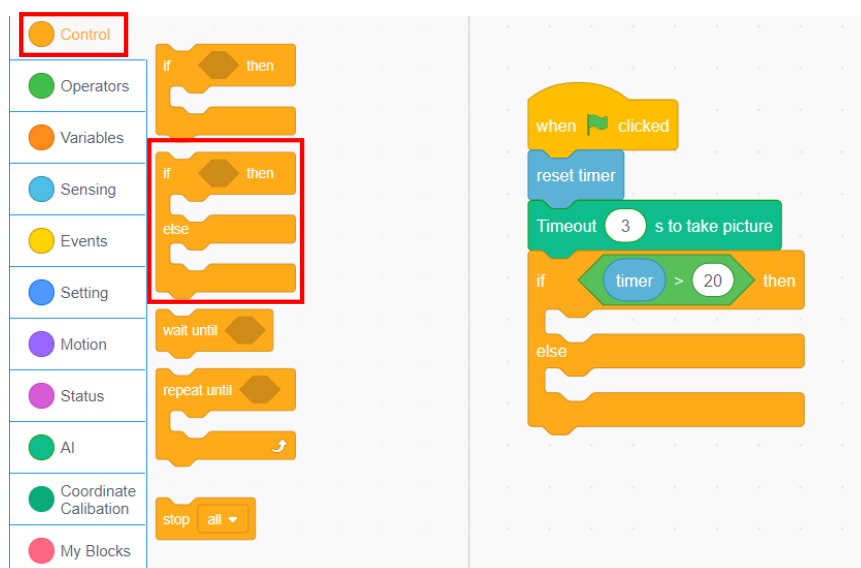 Control
Operators
Variables
Sensing
Events
Setting
Motion
Status
AI
Coordinate
Calibation
My Blocks
if then
if then
else
wait until
repeat until
stop all
when clicked
reset timer
Timeout 3 s to take picture
if timer > 20 then
else